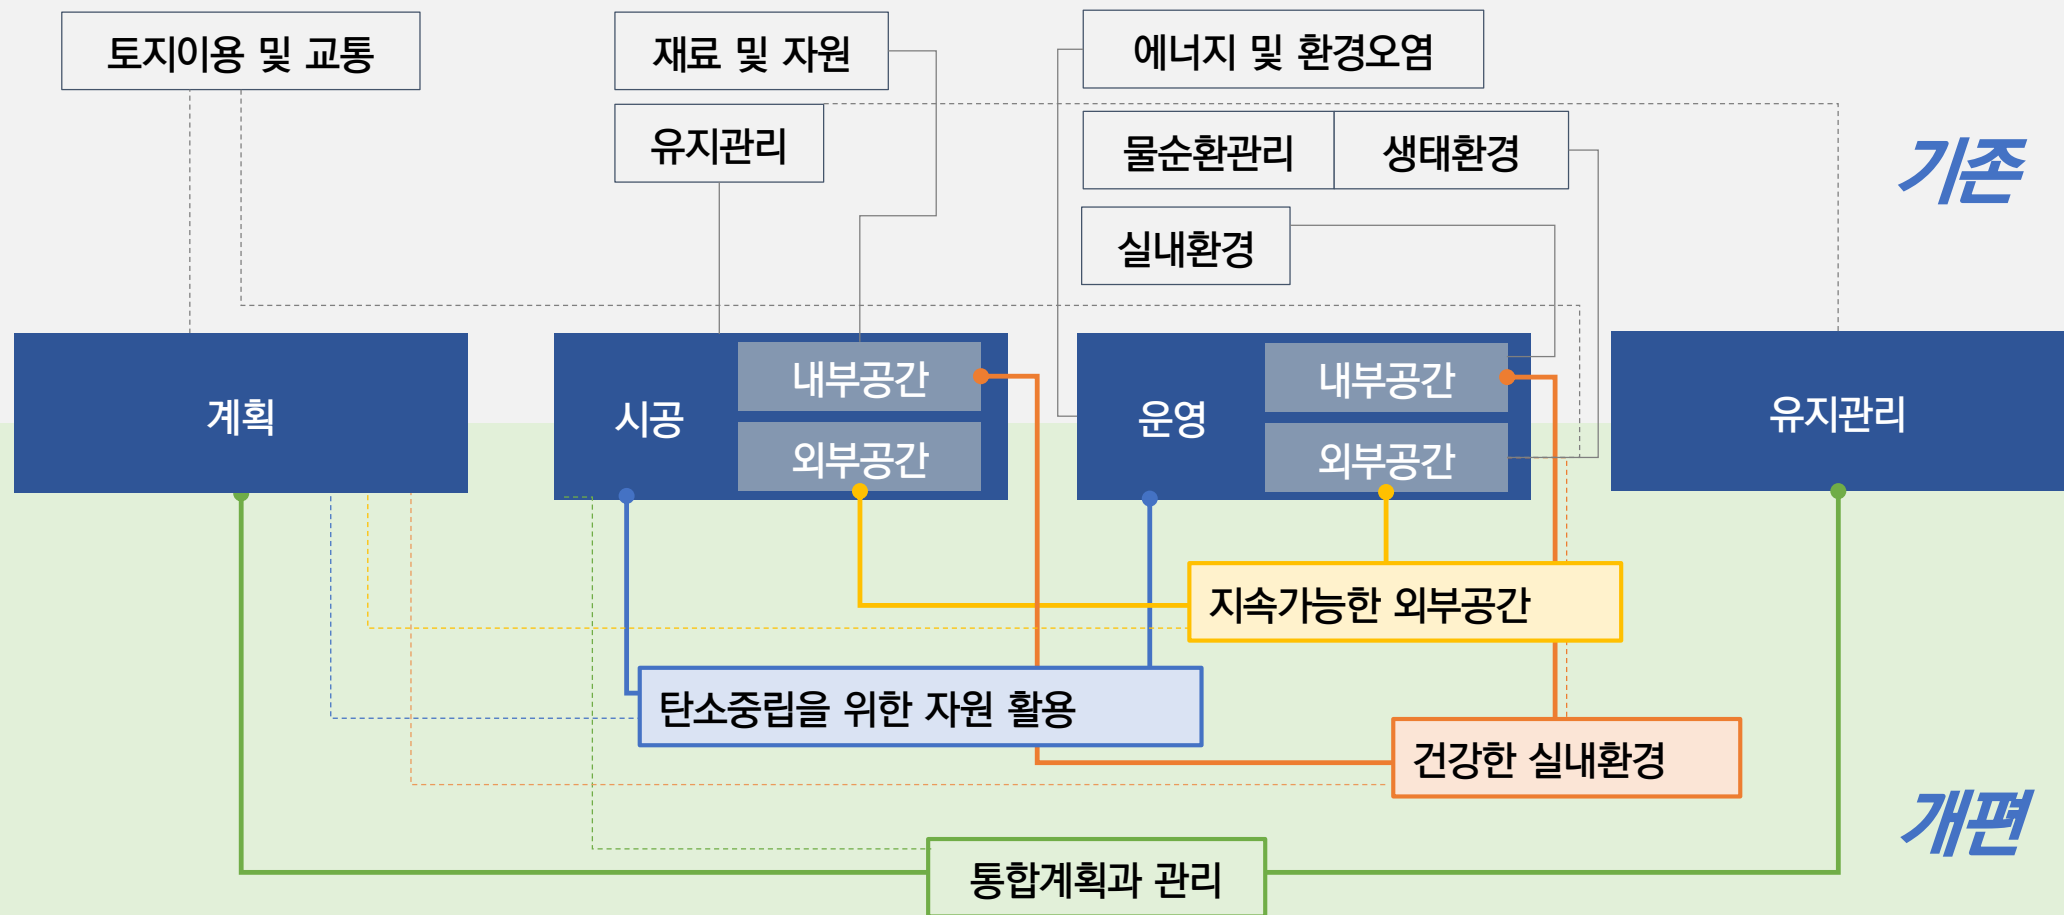 토지이용 및 교통
재료 및 자원
에너지 및 환경오염
유지관리
물순환관리
생태환경
기존
실내환경
계획
시공
내부공간
외부공간
운영
내부공간
외부공간
유지관리
지속가능한 외부공간
탄소중립을 위한 자원 활용
건강한 실내환경
개편
통합계획과 관리